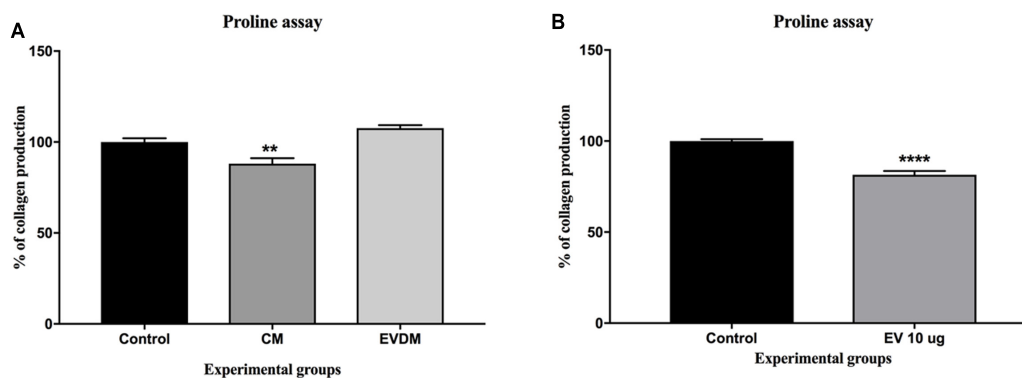 A
Proline assay
% of collagen production
150
100
50
0
**
Control
CM
EVDM
Experimental groups
B
Proline assay
% of collagen production
150
100
50
0
****
Control
EV 10 ug
Experimental groups